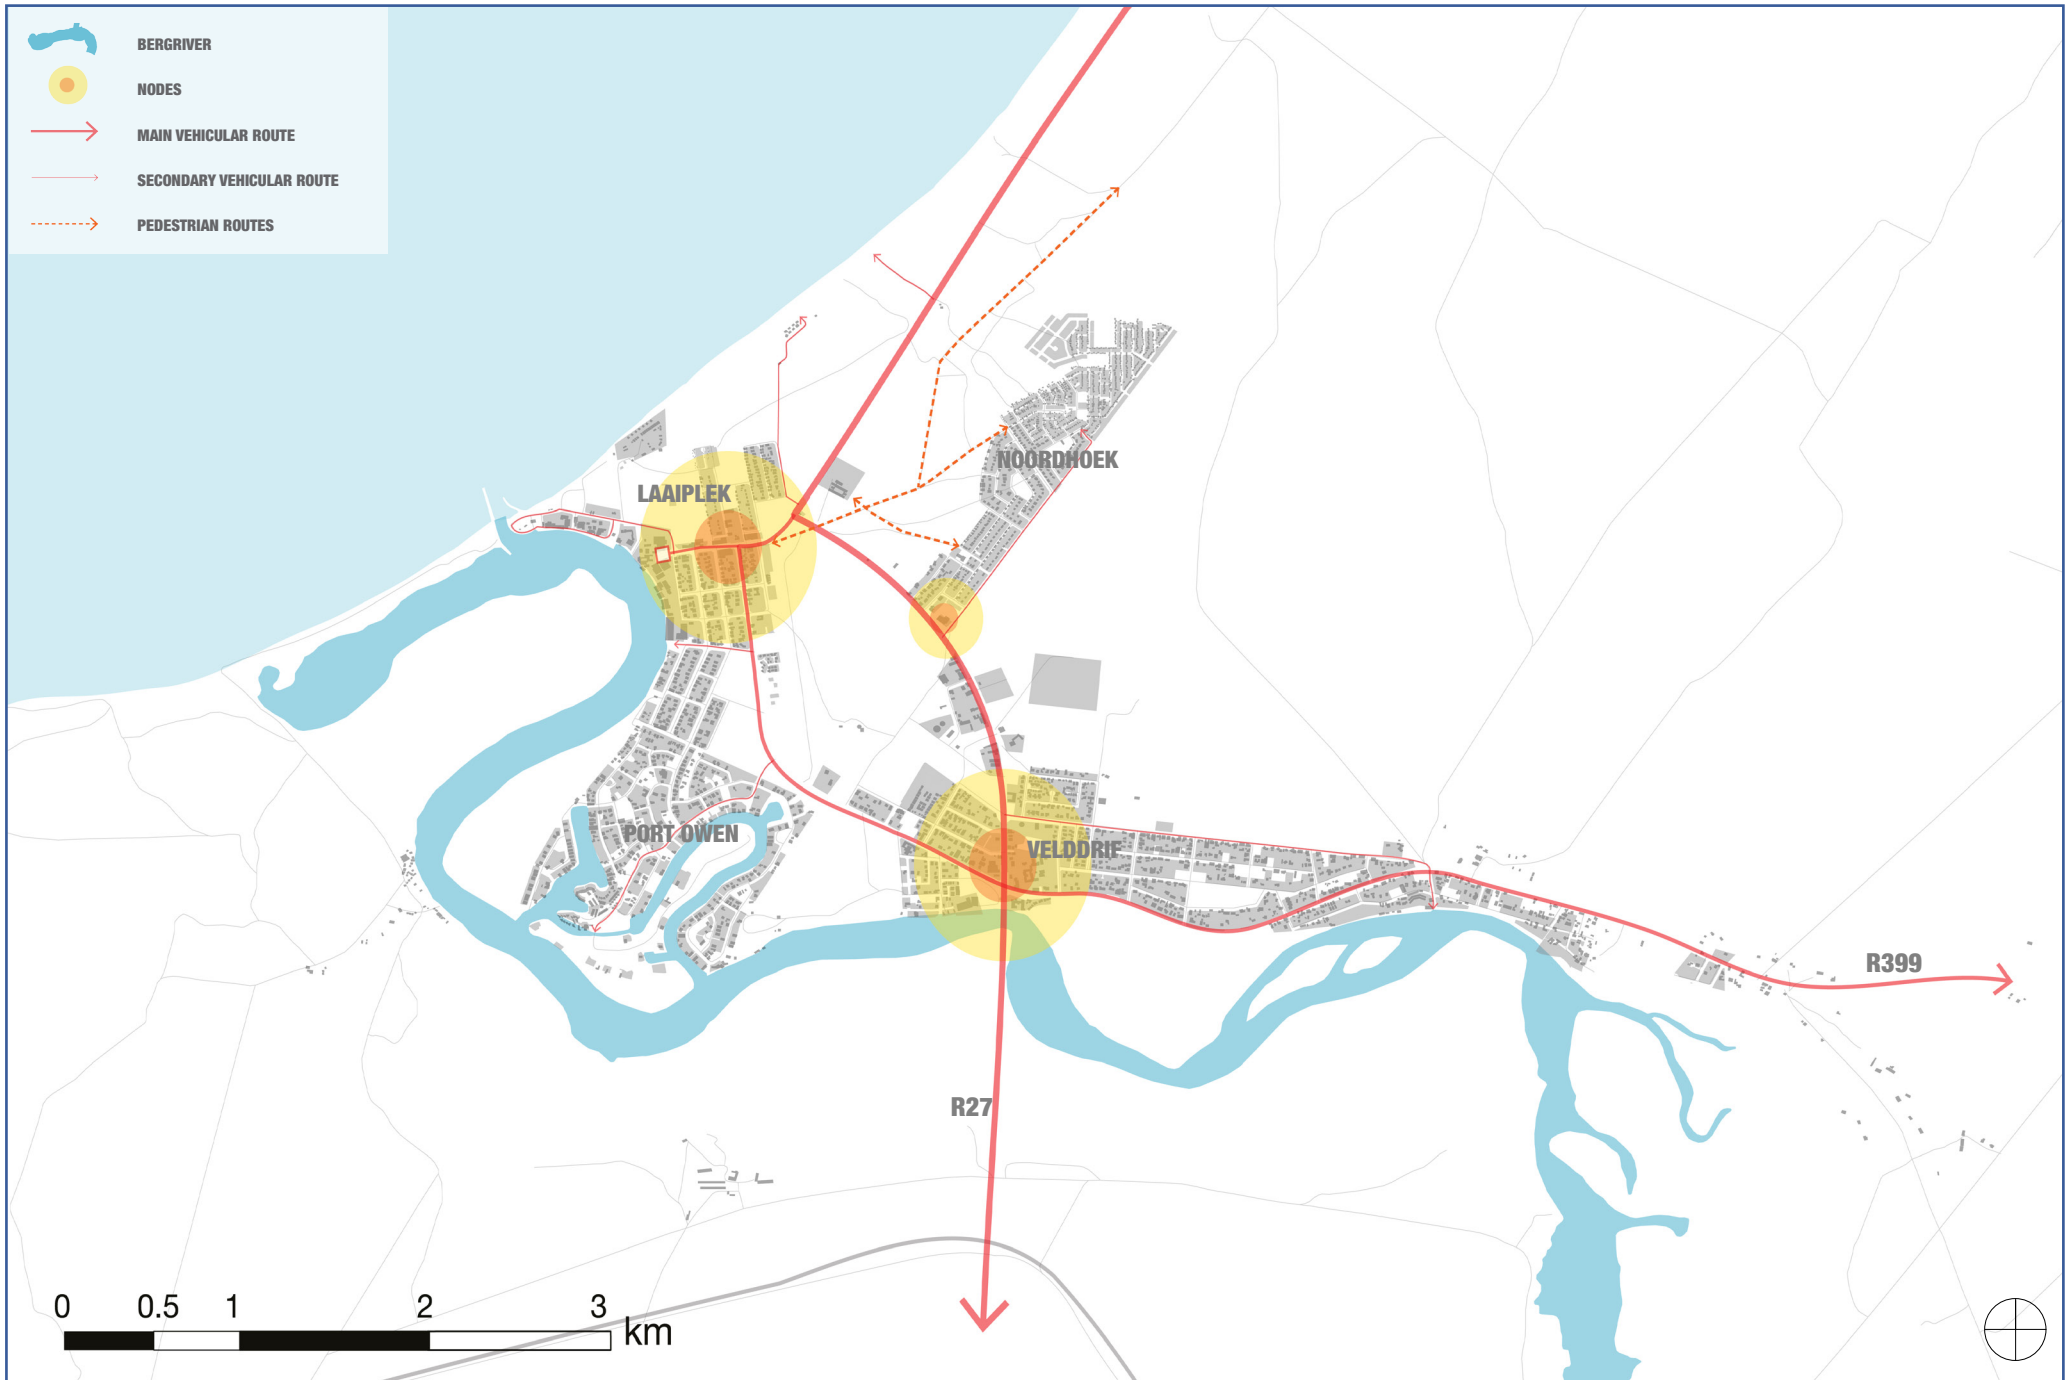 BERGRIVER
NODES
MAIN VEHICULAR ROUTE
SECONDARY VEHICULAR ROUTE
PEDESTRIAN ROUTES
NOORDHOEK
LAAIPLEK
PORT OWEN
VELDDRIF
R399
R27
0 0.5 1 2 3
km